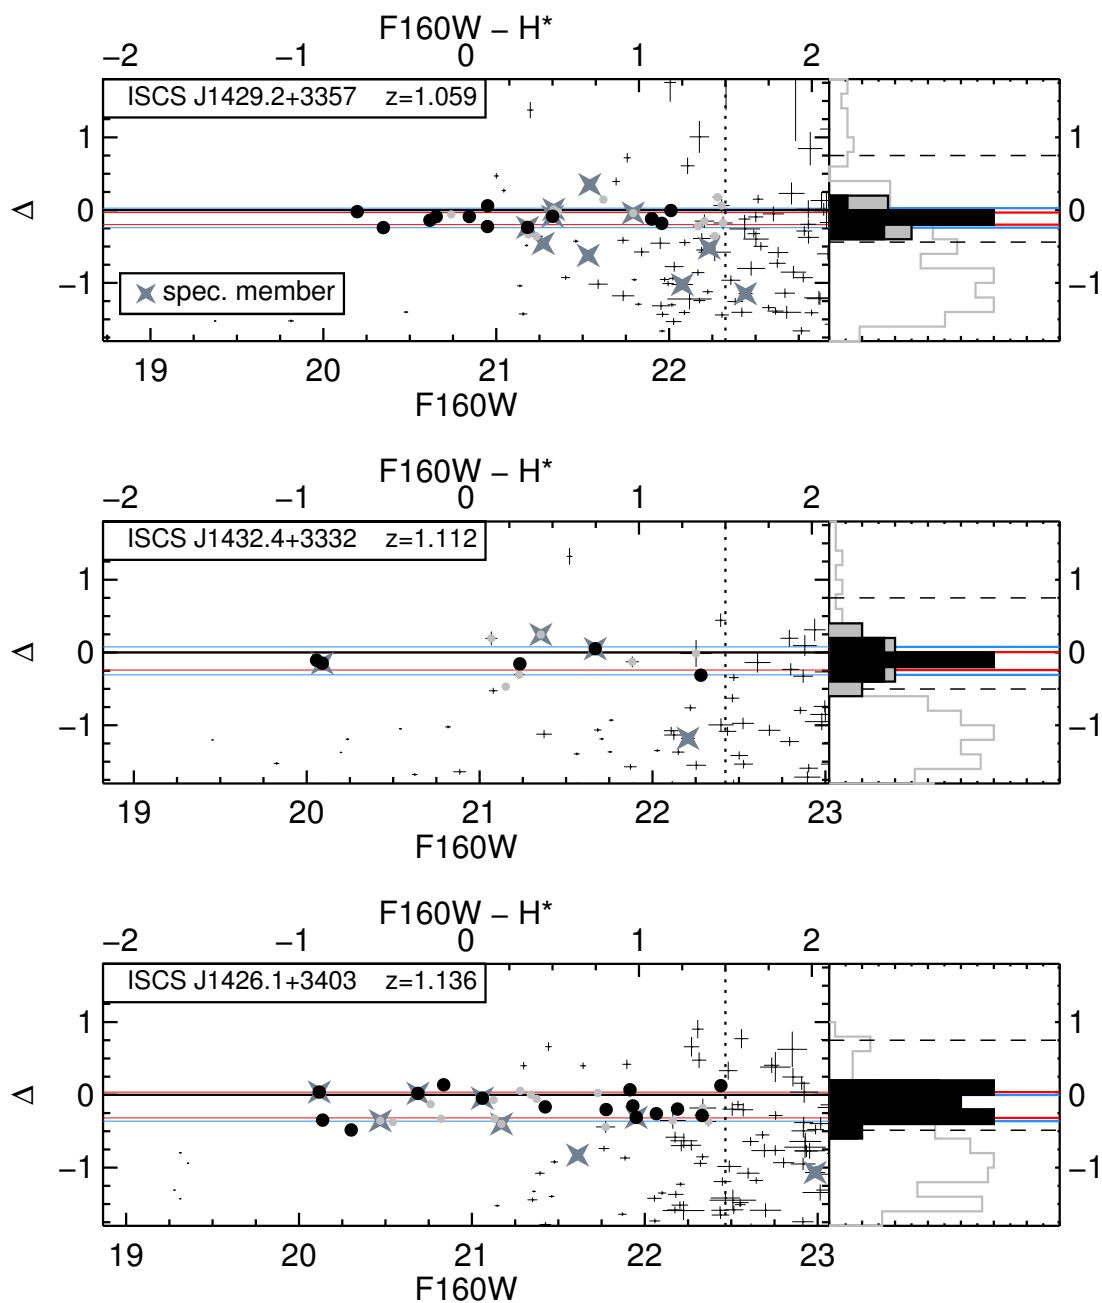 F160W − H*
−2 −1 0 1 2
ISCS J1429.2+3357 z=1.059
1 1
Δ 0 0
−1 −1
spec. member
19 20 21 22
F160W
F160W − H*
−2 −1 0 1 2
ISCS J1432.4+3332 z=1.112
1 1
Δ 0 0
−1 −1
19 20 21 22 23
F160W
F160W − H*
−2 −1 0 1 2
ISCS J1426.1+3403 z=1.136
1 1
Δ 0 0
−1 −1
19 20 21 22 23
F160W